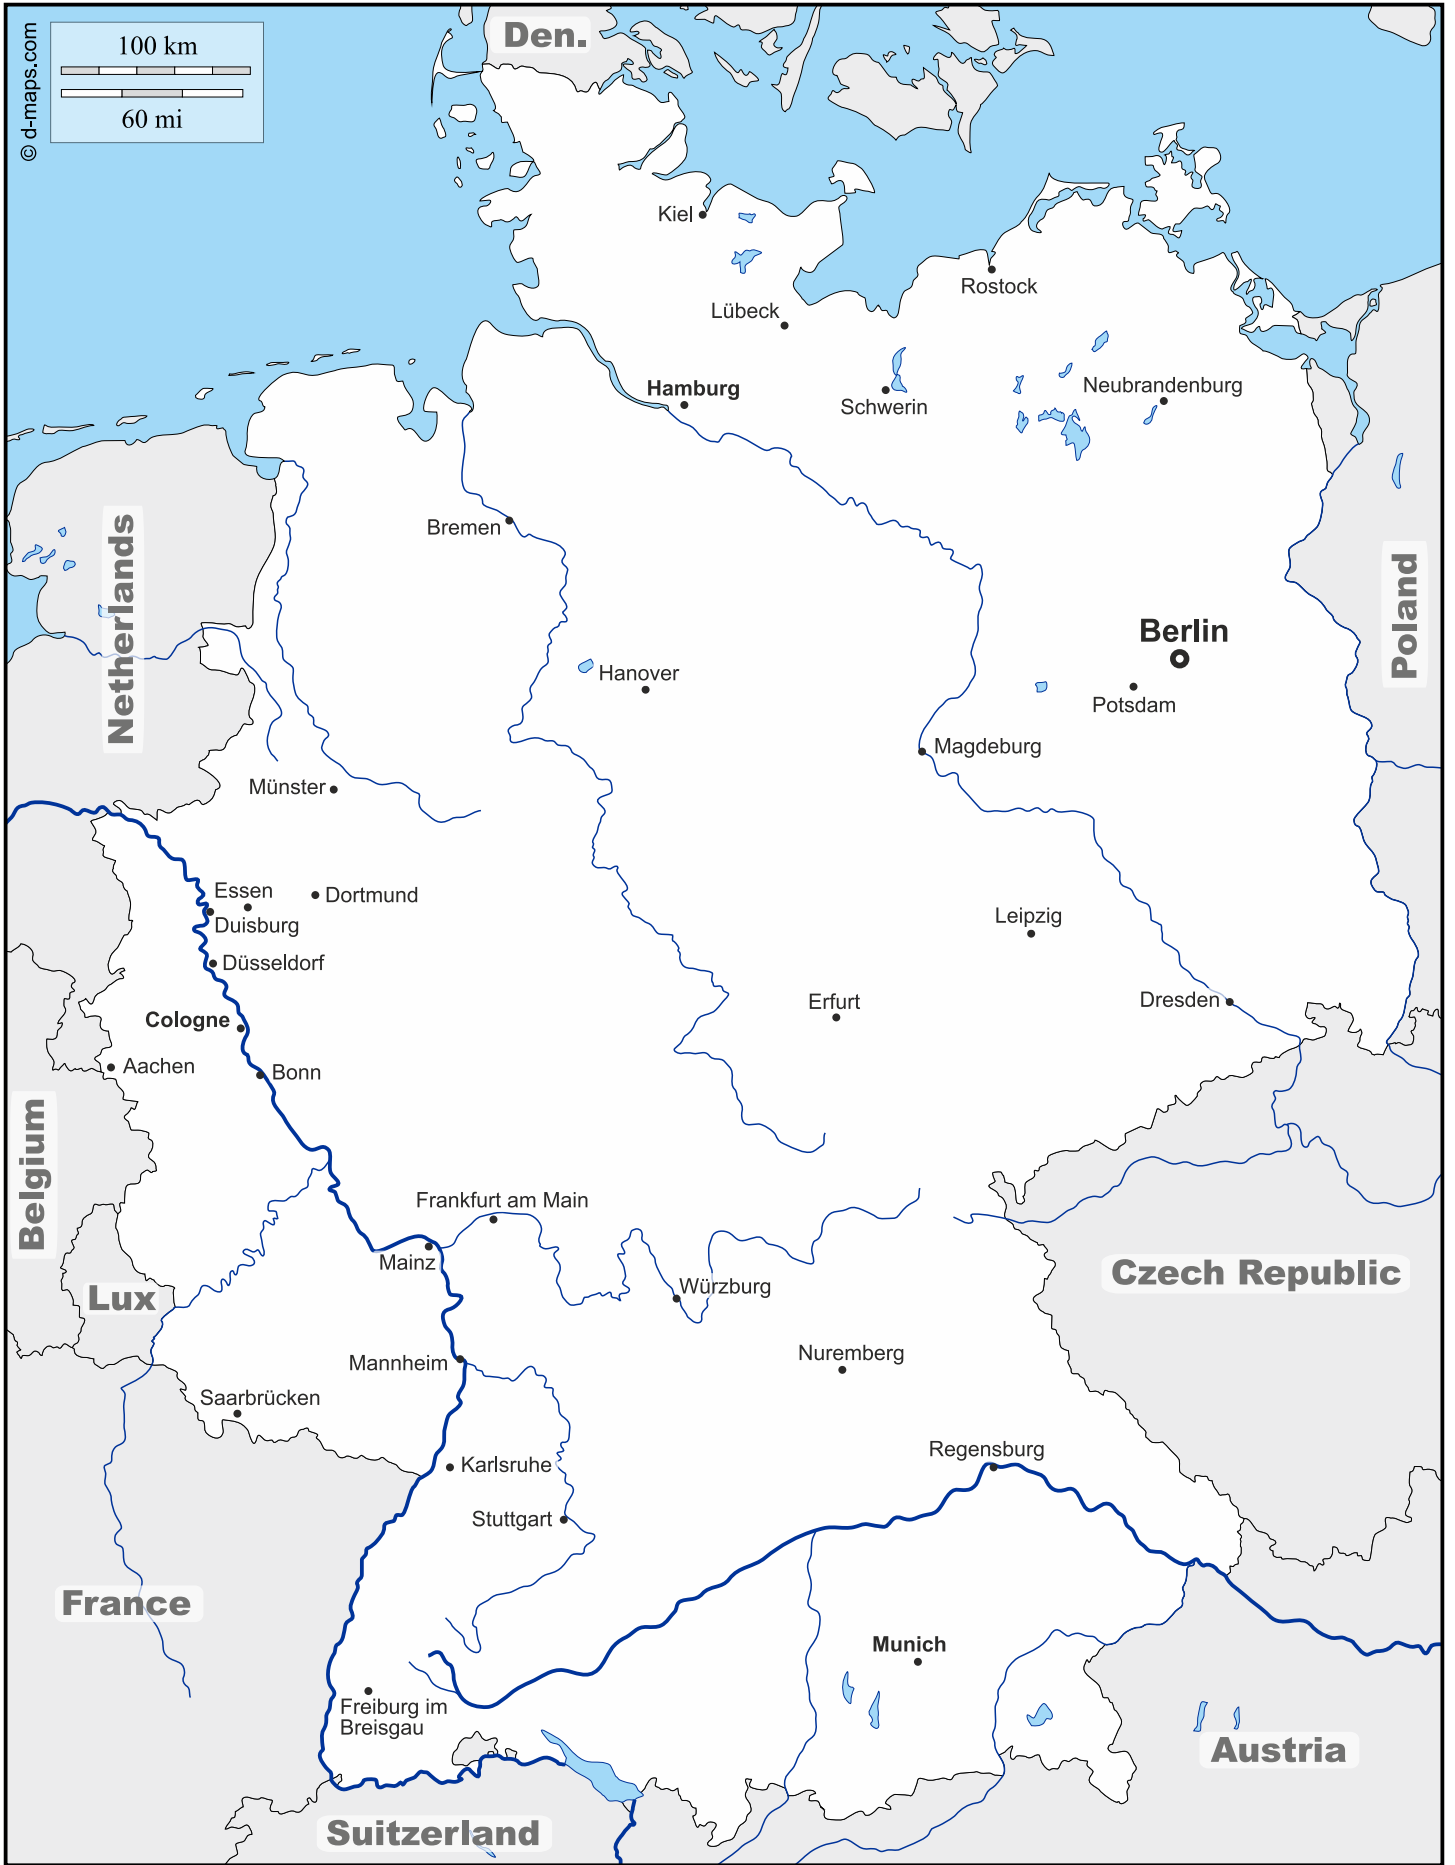 © d-maps.com
100 km
60 mi
Den.
Kiel
Rostock
Lübeck
Hamburg
Schwerin
Neubrandenburg
Bremen
Netherlands
Poland
Berlin
Hanover
Potsdam
Magdeburg
Münster
Essen
Dortmund
Duisburg
Leipzig
Düsseldorf
Erfurt
Dresden
Cologne
Aachen
Bonn
Belgium
Frankfurt am Main
Mainz
Czech Republic
Lux
Würzburg
Mannheim
Nuremberg
Saarbrücken
Karlsruhe
Regensburg
Stuttgart
France
Munich
Freiburg im
Breisgau
Austria
Suitzerland